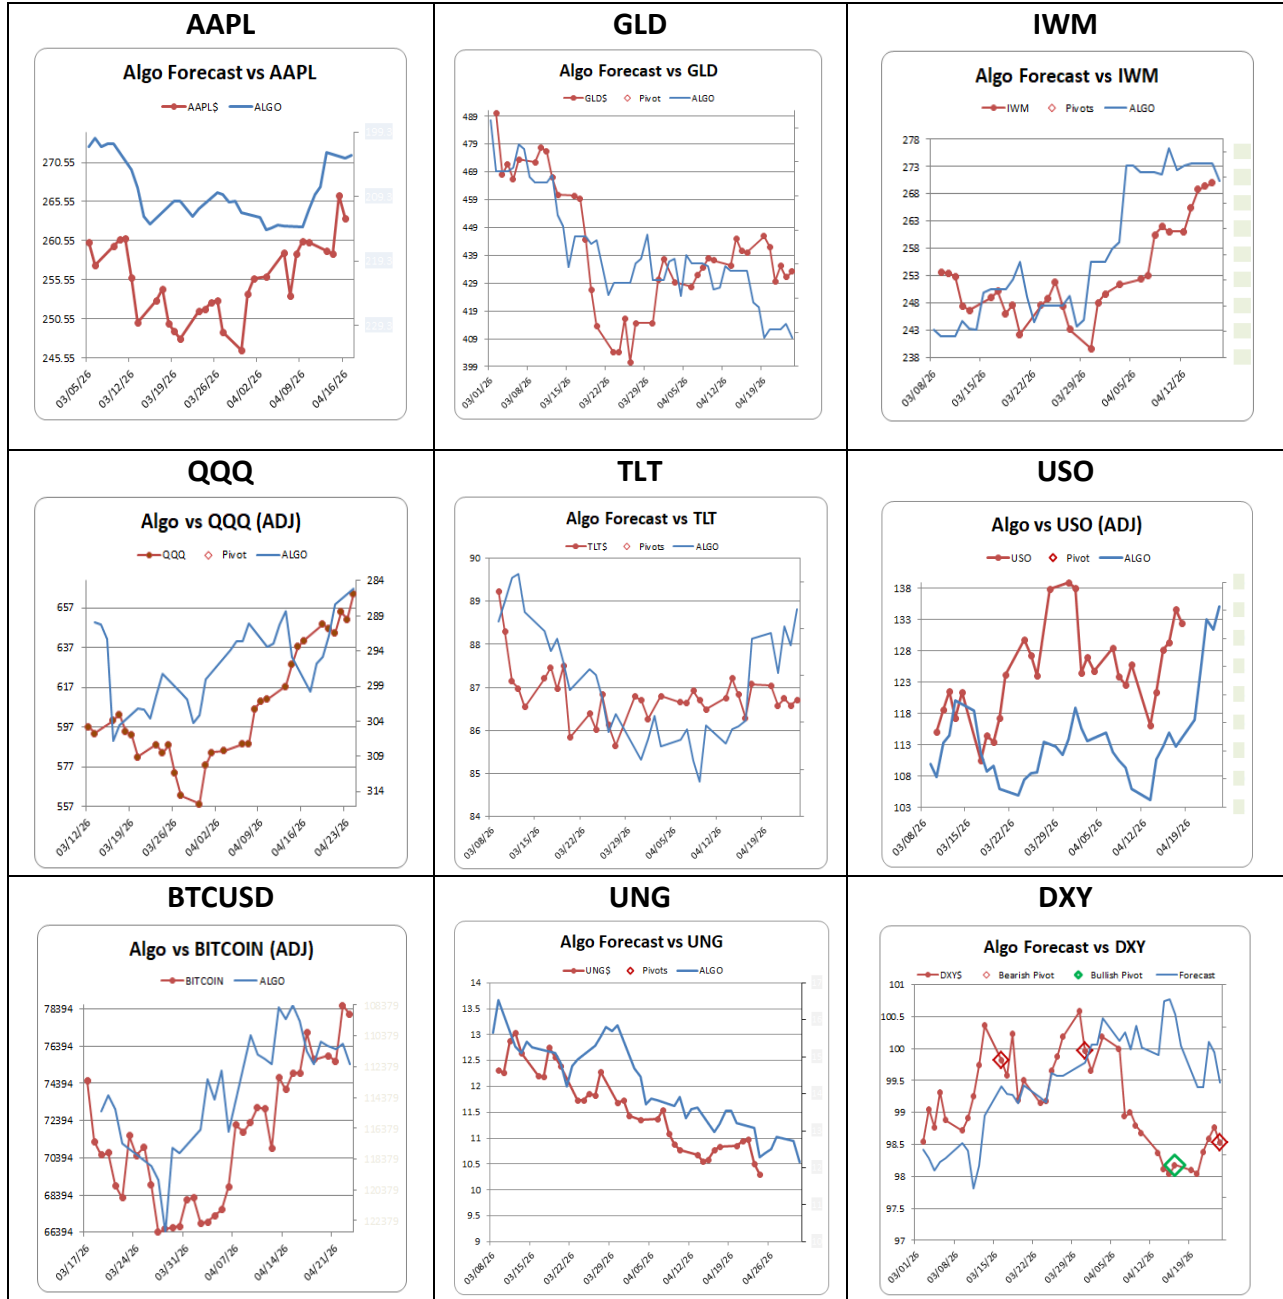 AAPL
Algo Forecast vs AAPL
AAPL$ ALGO
270.55
265.55
260.55
255.55
250.55
245.55
199.3
209.3
219.3
229.3
03/05/26 03/12/26 03/19/26 03/26/26 04/02/26 04/09/26 04/16/26
GLD
Algo Forecast vs GLD
GLD$ Pivot ALGO
489
479
469
459
449
439
429
419
409
399
03/01/26 03/08/26 03/15/26 03/22/26 03/29/26 04/05/26 04/12/26 04/19/26
IWM
Algo Forecast vs IWM
IWM Pivots ALGO
278
273
268
263
258
253
248
243
238
03/08/26 03/15/26 03/22/26 03/29/26 04/05/26 04/12/26
QQQ
Algo vs QQQ (ADJ)
QQQ Pivot ALGO
657
637
617
597
577
557
284
289
294
299
304
309
314
03/12/26 03/19/26 03/26/26 04/02/26 04/09/26 04/16/26 04/23/26
TLT
Algo Forecast vs TLT
TLT$ Pivots ALGO
90
89
88
87
86
85
84
03/08/26 03/15/26 03/22/26 03/29/26 04/05/26 04/12/26 04/19/26
USO
Algo vs USO (ADJ)
USO Pivot ALGO
138
133
128
123
118
113
108
103
03/08/26 03/15/26 03/22/26 03/29/26 04/05/26 04/12/26 04/19/26
BTCUSD
Algo vs BITCOIN (ADJ)
BITCOIN ALGO
78394
76394
74394
72394
70394
68394
66394
108379
110379
112379
114379
116379
118379
120379
122379
03/17/26 03/24/26 03/31/26 04/07/26 04/14/26 04/21/26
UNG
Algo Forecast vs UNG
UNG$ Pivots ALGO
14
13.5
13
12.5
12
11.5
11
10.5
10
9.5
9
03/08/26 03/15/26 03/22/26 03/29/26 04/05/26 04/12/26 04/19/26 04/26/26
DXY
Algo Forecast vs DXY
DXY$ Bearish Pivot Bullish Pivot Forecast
101
100.5
100
99.5
99
98.5
98
97.5
97
03/01/26 03/08/26 03/15/26 03/22/26 03/29/26 04/05/26 04/12/26 04/19/26